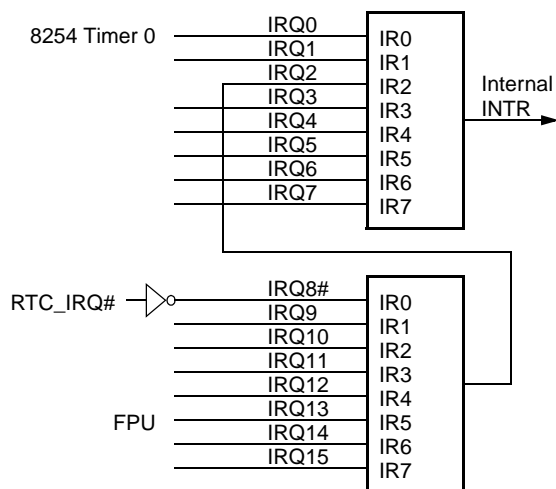 8254 Timer 0
IRQ0
IR0
IRQ1
IR1
IRQ2
IR2
IRQ3
IR3
IRQ4
IR4
IRQ5
IR5
IRQ6
IR6
IRQ7
IR7
Internal
INTR
RTC_IRQ#
IRQ8#
IR0
IRQ9
IR1
IRQ10
IR2
IRQ11
IR3
IRQ12
IR4
FPU
IRQ13
IR5
IRQ14
IR6
IRQ15
IR7